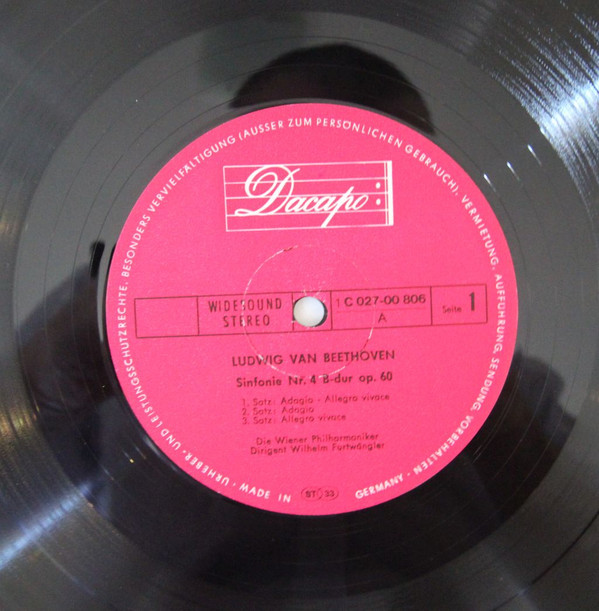 URHEBER- UND LEISTUNGSSCHUTZRECHTE, BESONDERS VERVIELFÄLTIGUNG (AUSSER ZUM PERSÖNLICHEN GEBRAUCH), VERMIETUNG, AUFFÜHRUNG, SENDUNG, VORBEHALTEN · MADE IN GERMANY ·
Dacapo
WIDESOUND
STEREO
1 C 027-00 806
A
Seite 1
LUDWIG VAN BEETHOVEN
Sinfonie Nr. 4 B-dur op. 60
1. Satz: Adagio - Allegro vivace
2. Satz: Adagio
3. Satz: Allegro vivace
Die Wiener Philharmoniker
Dirigent Wilhelm Furtwängler
ST 33